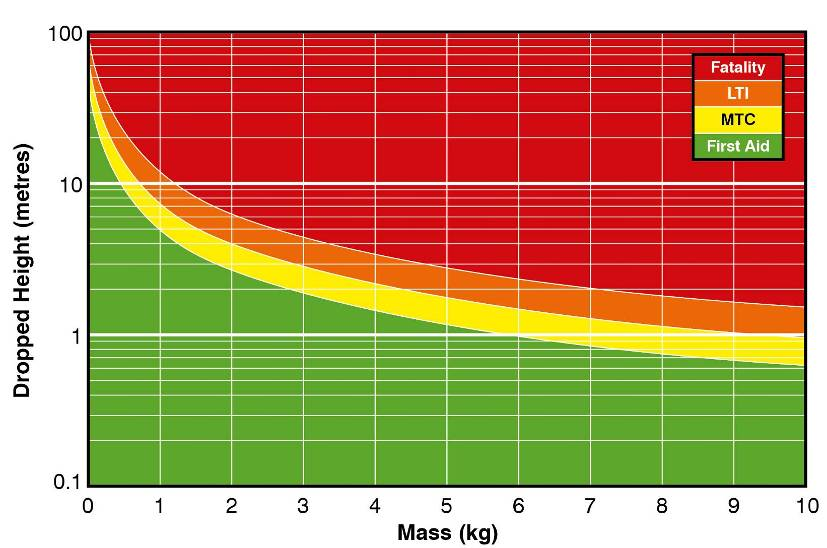 100
10
1
0.1
Dropped Height (metres)
Fatality
LTI
MTC
First Aid
0 1 2 3 4 5 6 7 8 9 10
Mass (kg)